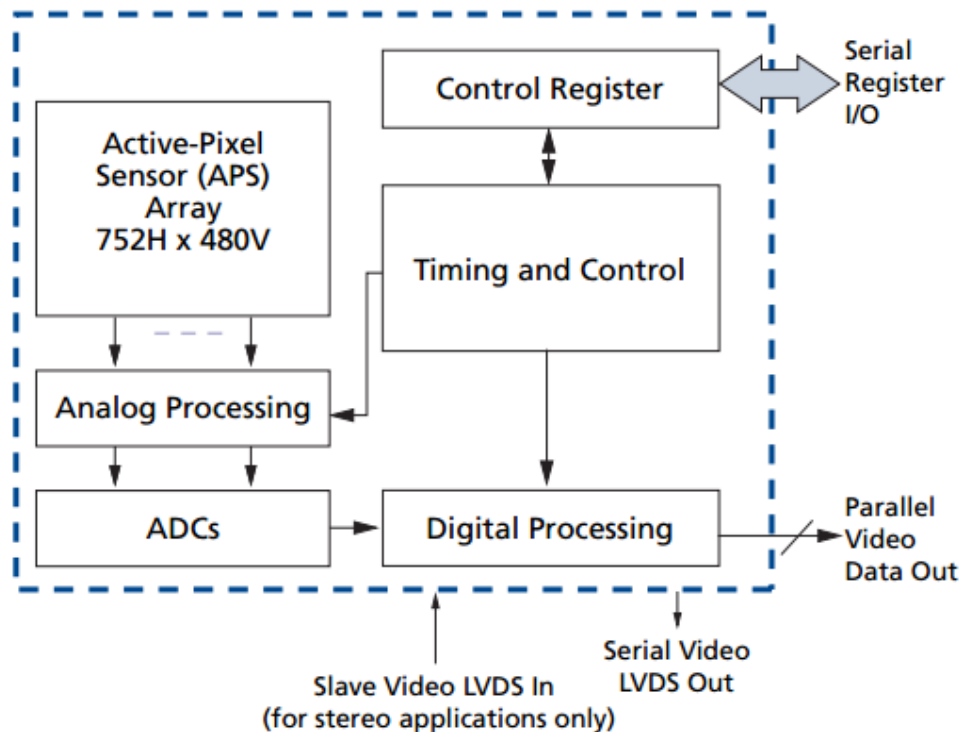 Control Register
Serial
Register
I/O
Active-Pixel
Sensor (APS)
Array
752H x 480V
Timing and Control
Analog Processing
ADCs
Digital Processing
Parallel
Video
Data Out
Slave Video LVDS In
(for stereo applications only)
Serial Video
LVDS Out